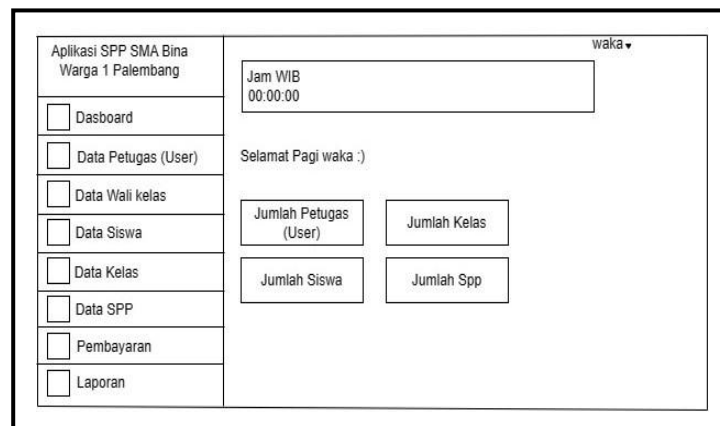 Aplikasi SPP SMA Bina
Warga 1 Palembang
Dasboard
Data Petugas (User)
Data Wali kelas
Data Siswa
Data Kelas
Data SPP
Pembayaran
Laporan
waka
Jam WIB
00:00:00
Selamat Pagi waka :)
Jumlah Petugas
(User)
Jumlah Kelas
Jumlah Siswa
Jumlah Spp